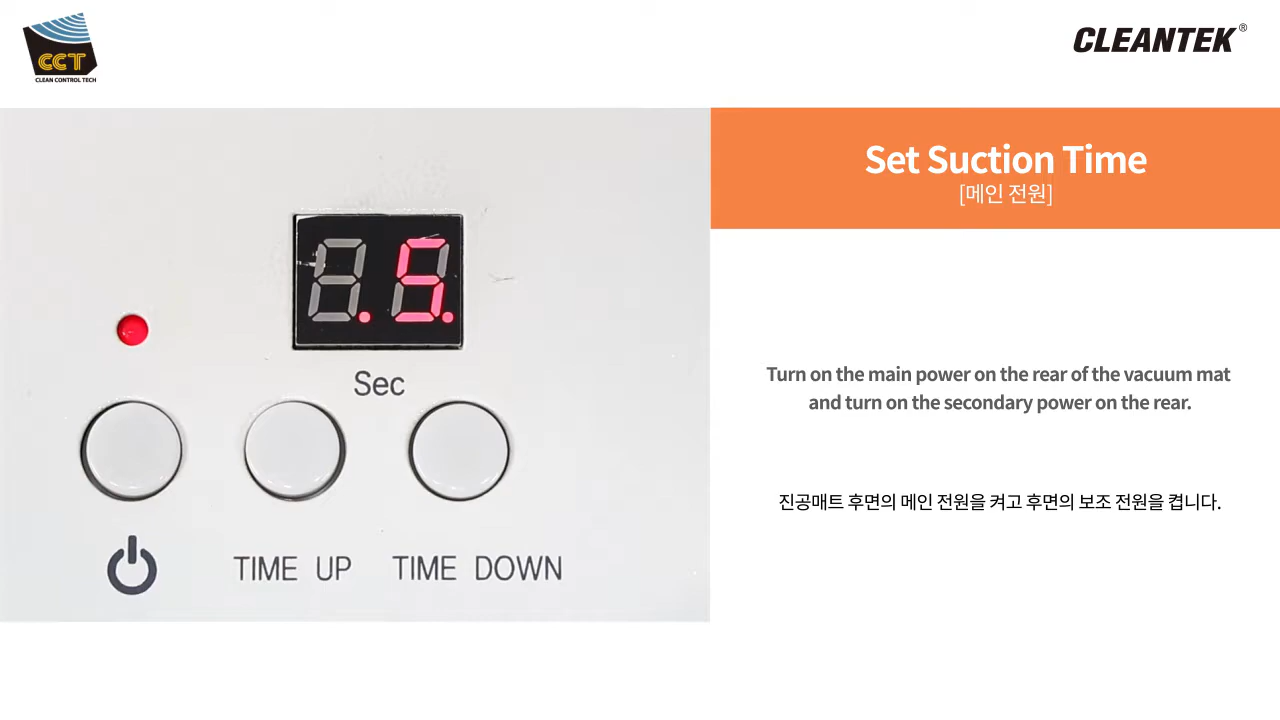 CCT
CLEAN CONTROL TECH
CLEANTEK®
Set Suction Time
[메인 전원]
5.
Sec
TIME UP TIME DOWN
Turn on the main power on the rear of the vacuum mat
and turn on the secondary power on the rear.
진공매트 후면의 메인 전원을 켜고 후면의 보조 전원을 켭니다.